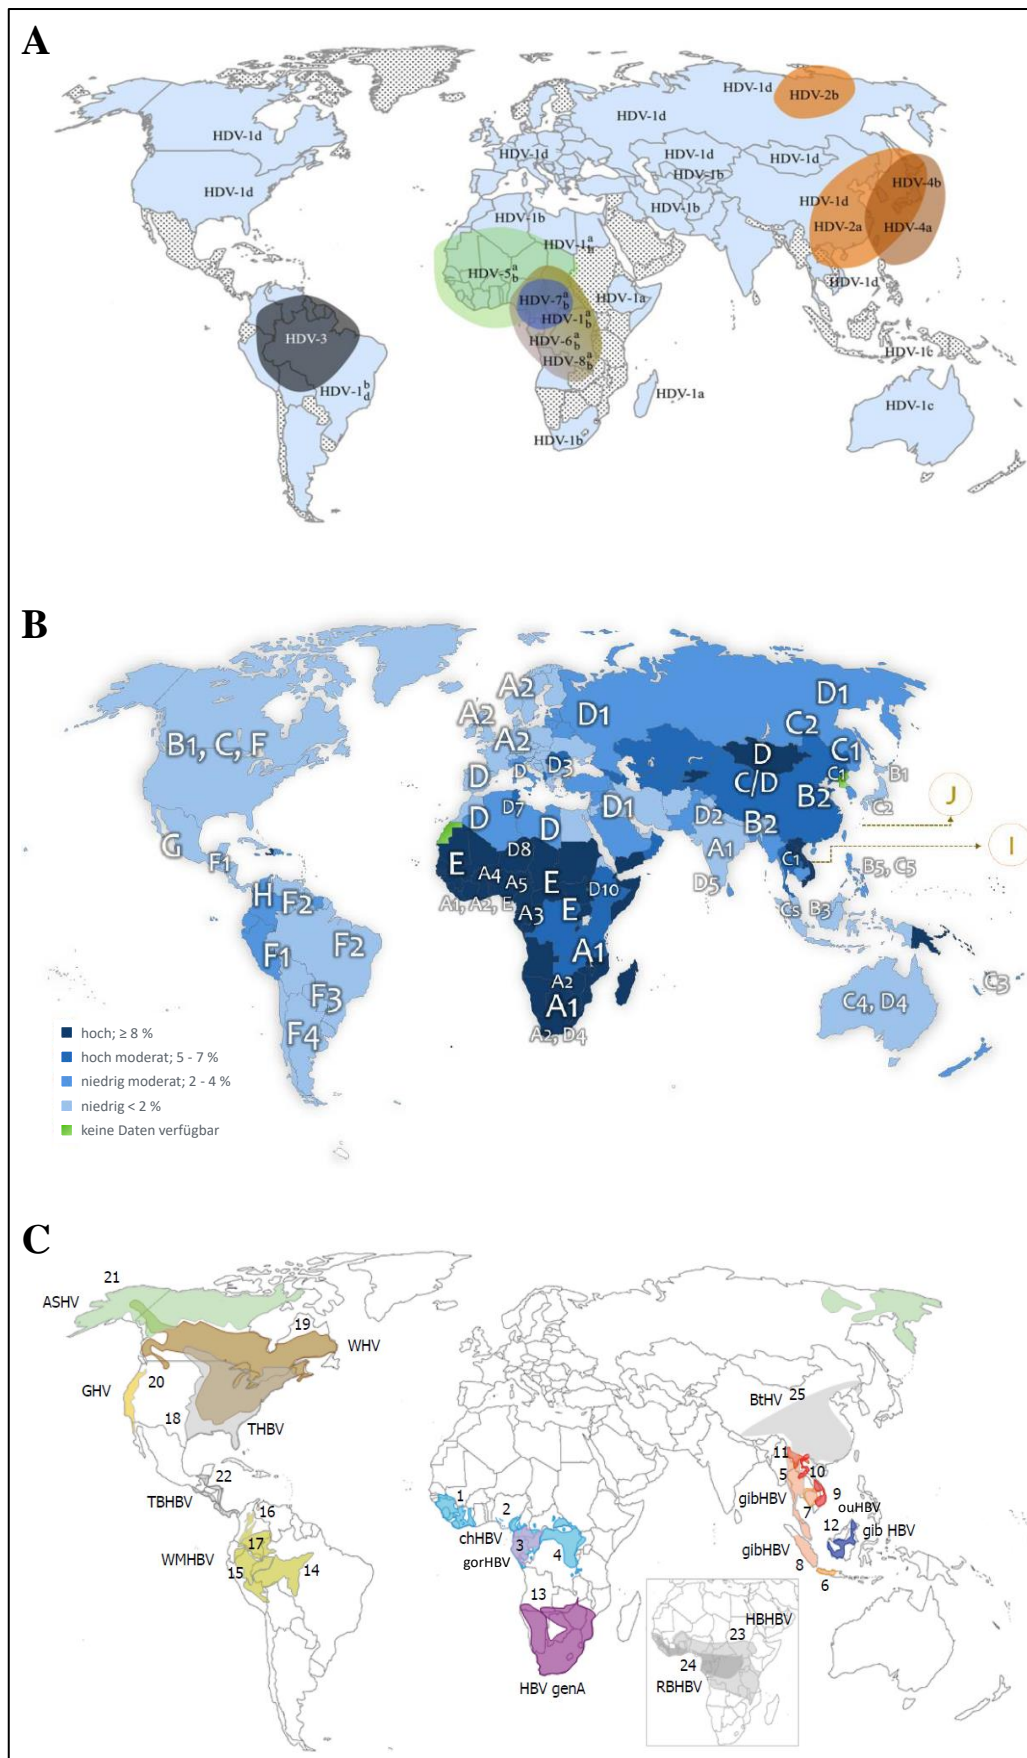 A
HDV-1d
HDV-2b
HDV-1d
HDV-1d
HDV-1d
HDV-1d
HDV-1d
HDV-1d
HDV-1b
HDV-4b
HDV-1b
HDV-1b
HDV-1d
HDV-2a
HDV-4a
HDV-1 a
HDV-5 a b
HDV-1d
HDV-7 a b
HDV-1a
HDV-1 a b
HDV-3
HDV-6 a b
HDV-8 a b
HDV-1c
HDV-1 b d
HDV-1a
HDV-1c
HDV-1b
B
A2
D1
A2
D1
C2
B1, C, F
A2
D
C1
D
D
D3
C/D
C1
B1
J
D7
D1
B2
C2
D
D
D2
B2
G
D8
A1
I
F1
E
A4
A5
E
D10
C1
B5, C5
H
F2
A1, A2, E
A3
E
D5
Cs
B3
F1
F2
A1
A2
C3
F3
A1
C4, D4
F4
A2, D4
hoch; ≥ 8 %
hoch moderat; 5 - 7 %
niedrig moderat; 2 - 4 %
niedrig < 2 %
keine Daten verfügbar
C
21
ASHV
19
WHV
20
GHV
18
THBV
BtHV
25
11
22
TBHBV
5
10
gibHBV
9
16
1
2
7
ouHBV
chHBV
12
gib HBV
17
WMHBV
3
gorHBV
4
gibHBV
15
14
8
6
13
HBHBV
23
24
RBHBV
HBV genA